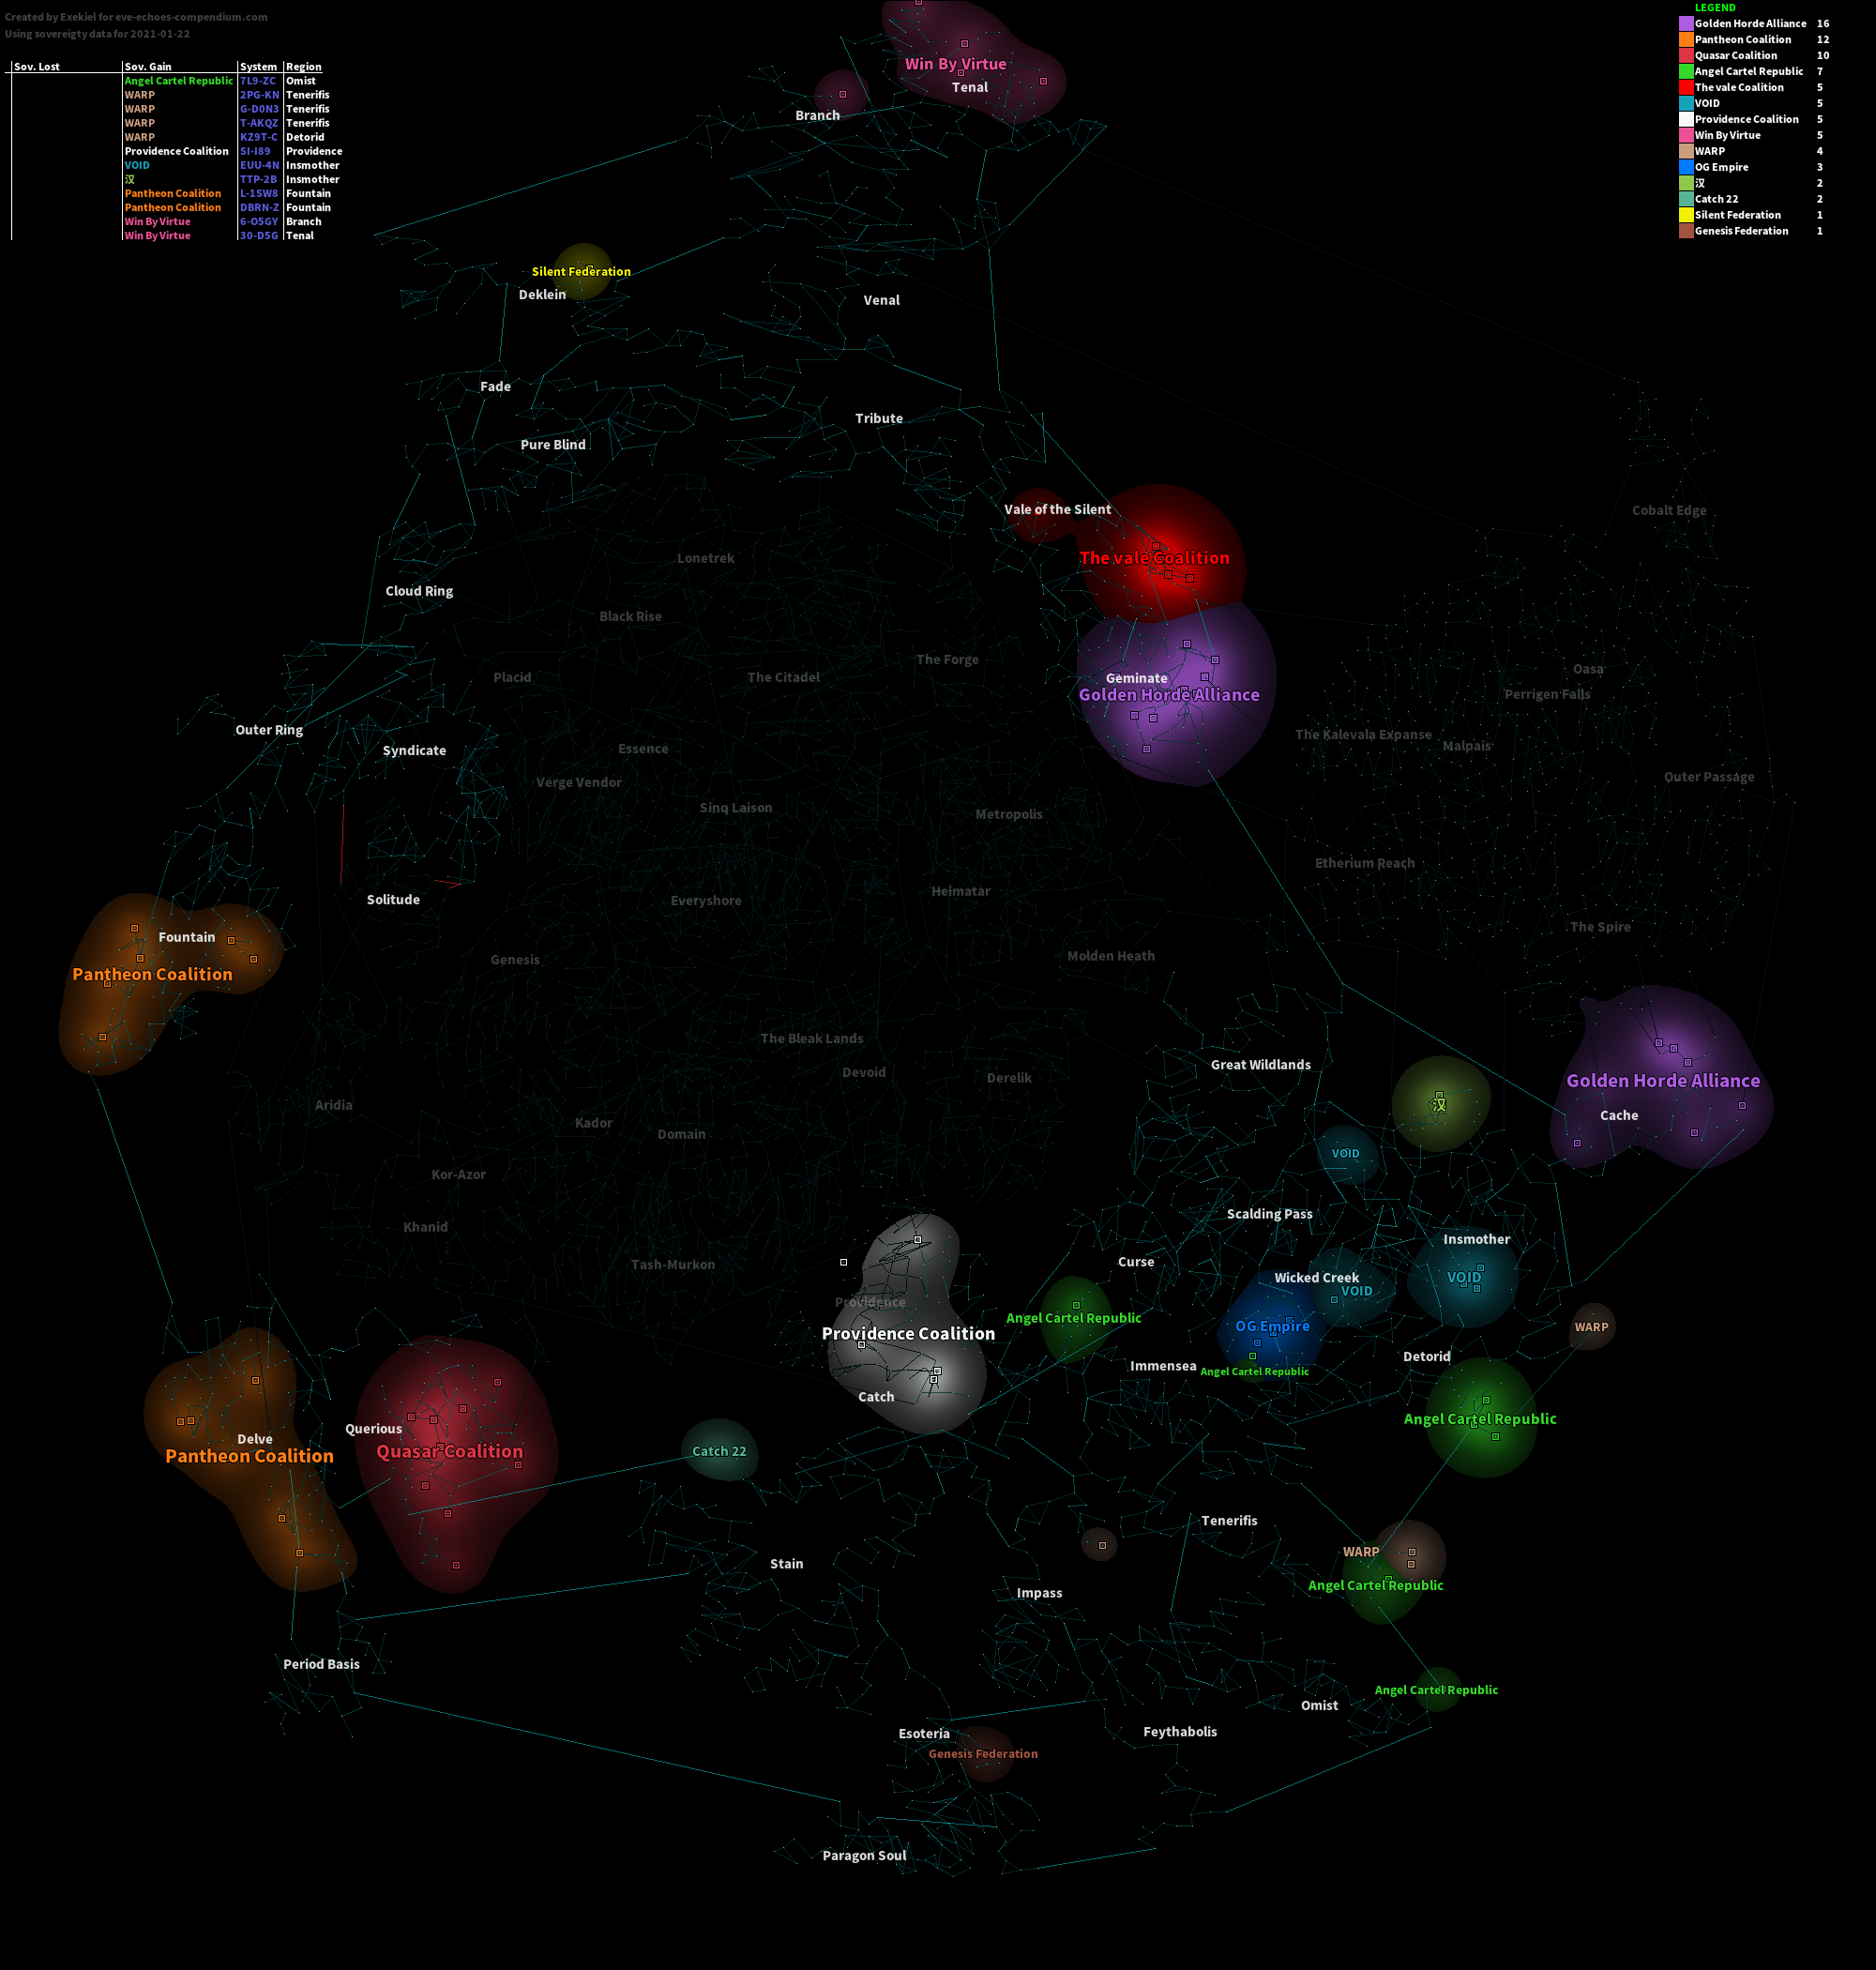 Created by Exekiel for eve-echoes-compendium.com
Using sovereigty data for 2021-01-22
Sov. Lost Sov. Gain System Region
Angel Cartel Republic 7L9-ZC Omist
WARP 2PG-KN Tenerifis
WARP G-D0N3 Tenerifis
WARP T-AKQZ Tenerifis
WARP KZ9T-C Detorid
Providence Coalition SI-I89 Providence
VOID EUU-4N Insmother
汉 TTP-2B Insmother
Pantheon Coalition L-1SW8 Fountain
Pantheon Coalition DBRN-Z Fountain
Win By Virtue 6-O5GY Branch
Win By Virtue 30-D5G Tenal
LEGEND
Golden Horde Alliance 16
Pantheon Coalition 12
Quasar Coalition 10
Angel Cartel Republic 7
The vale Coalition 5
VOID 5
Providence Coalition 5
Win By Virtue 5
WARP 4
OG Empire 3
汉 2
Catch 22 2
Silent Federation 1
Genesis Federation 1
Win By Virtue
Tenal
Branch
Silent Federation
Deklein
Venal
Fade
Tribute
Pure Blind
Vale of the Silent
Cobalt Edge
The vale Coalition
Lonetrek
Cloud Ring
Black Rise
The Forge
Oasa
Placid
The Citadel
Geminate
Golden Horde Alliance
Perrigen Falls
Outer Ring
The Kalevala Expanse
Malpais
Syndicate
Essence
Outer Passage
Verge Vendor
Sinq Laison
Metropolis
Etherium Reach
Heimatar
Solitude
Everyshore
The Spire
Fountain
Molden Heath
Genesis
Pantheon Coalition
The Bleak Lands
Great Wildlands
Devoid
Derelik
Golden Horde Alliance
汉
Aridia
Cache
Kador
Domain
VOID
Kor-Azor
Scalding Pass
Khanid
Insmother
Curse
Tash-Murkon
Wicked Creek
VOID
VOID
Providence
Angel Cartel Republic
OG Empire
WARP
Providence Coalition
Detorid
Immensea
Angel Cartel Republic
Catch
Angel Cartel Republic
Querious
Delve
Quasar Coalition
Catch 22
Pantheon Coalition
Tenerifis
WARP
Stain
Angel Cartel Republic
Impass
Period Basis
Angel Cartel Republic
Omist
Esoteria
Feythabolis
Genesis Federation
Paragon Soul